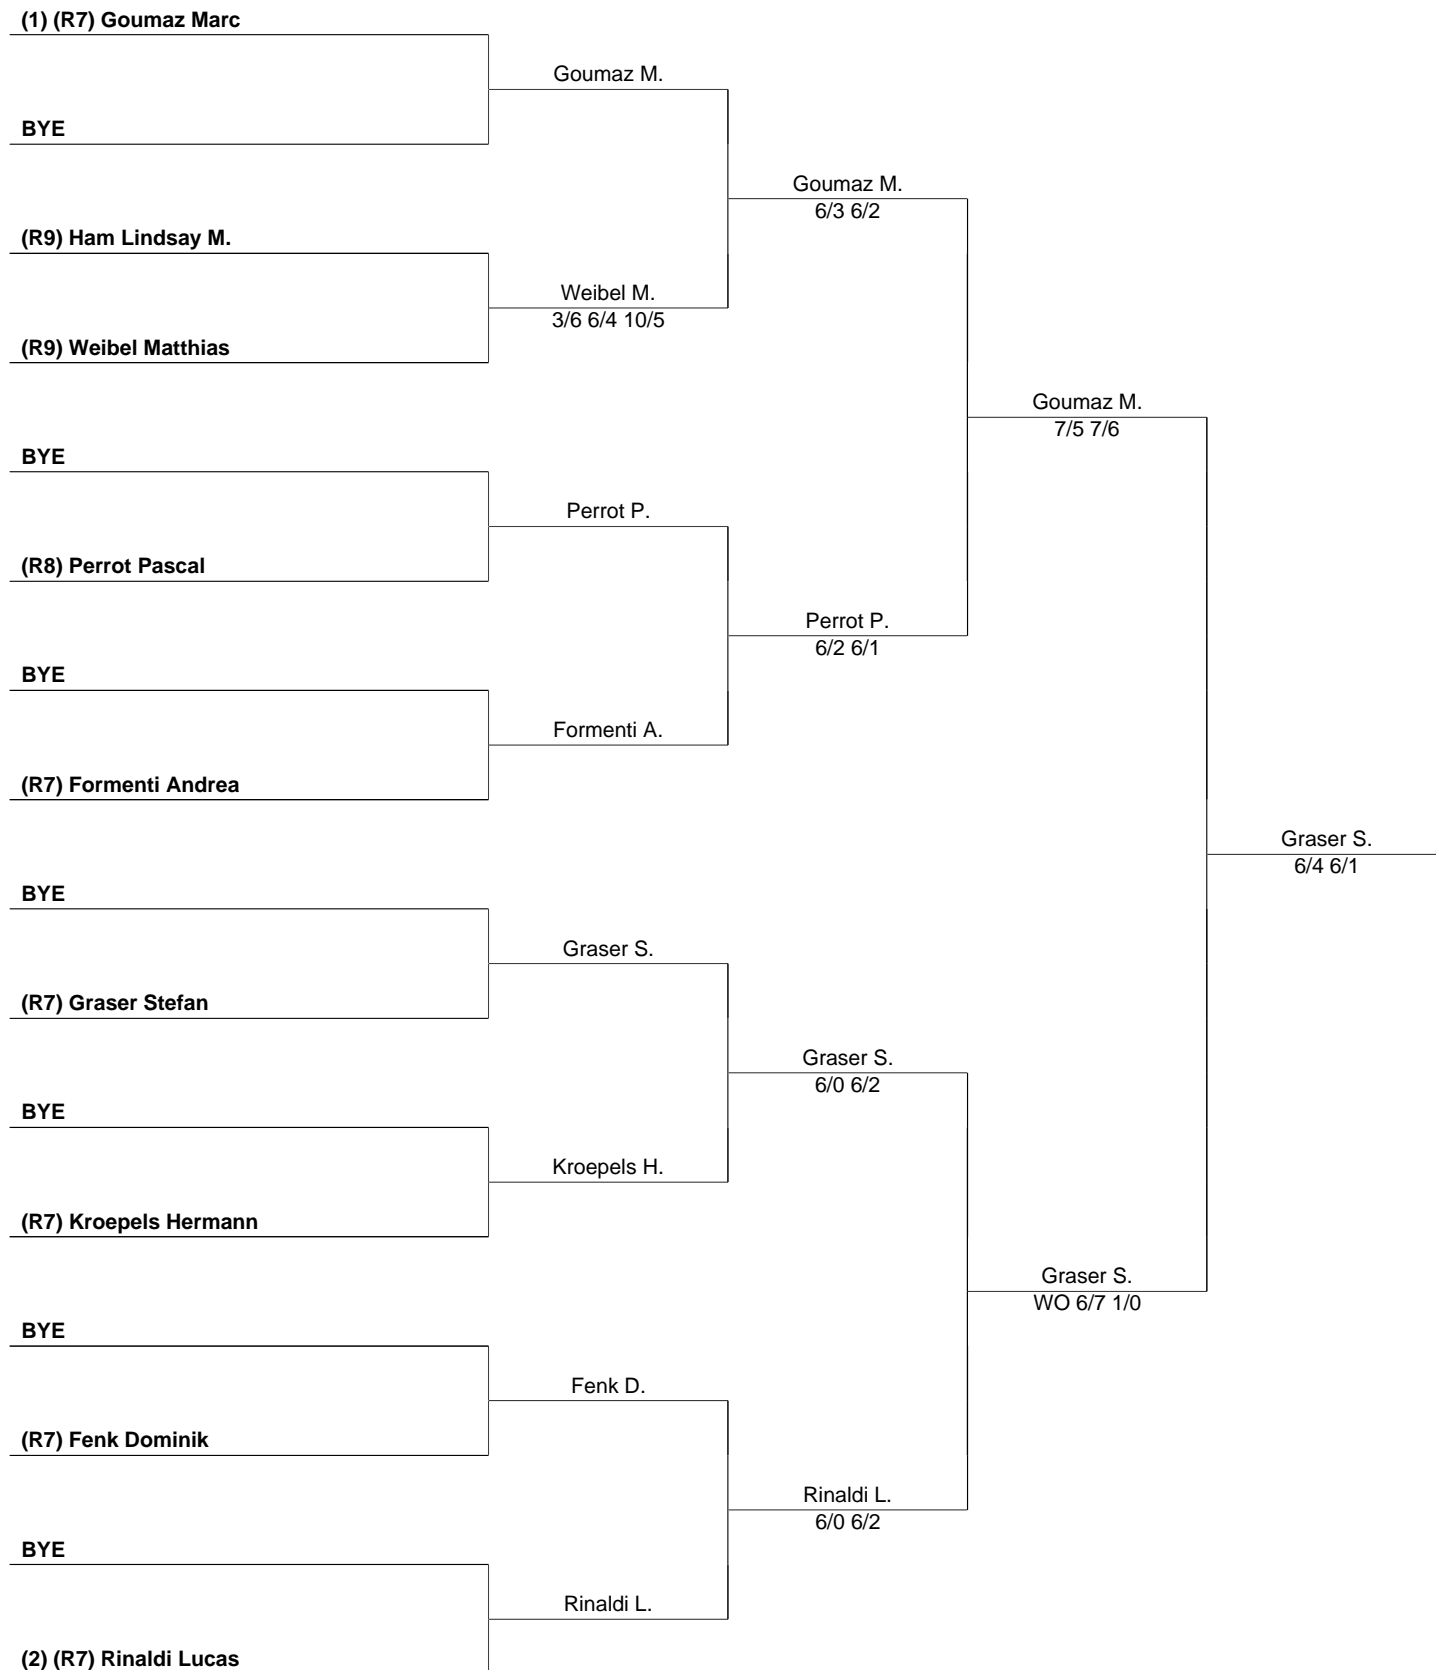 (1) (R7) Goumaz Marc
Goumaz M.
BYE
Goumaz M.
6/3 6/2
(R9) Ham Lindsay M.
Weibel M.
3/6 6/4 10/5
(R9) Weibel Matthias
Goumaz M.
7/5 7/6
BYE
Perrot P.
(R8) Perrot Pascal
Perrot P.
6/2 6/1
BYE
Formenti A.
(R7) Formenti Andrea
Graser S.
6/4 6/1
BYE
Graser S.
(R7) Graser Stefan
Graser S.
6/0 6/2
BYE
Kroepels H.
(R7) Kroepels Hermann
Graser S.
WO 6/7 1/0
BYE
Fenk D.
(R7) Fenk Dominik
Rinaldi L.
6/0 6/2
BYE
Rinaldi L.
(2) (R7) Rinaldi Lucas